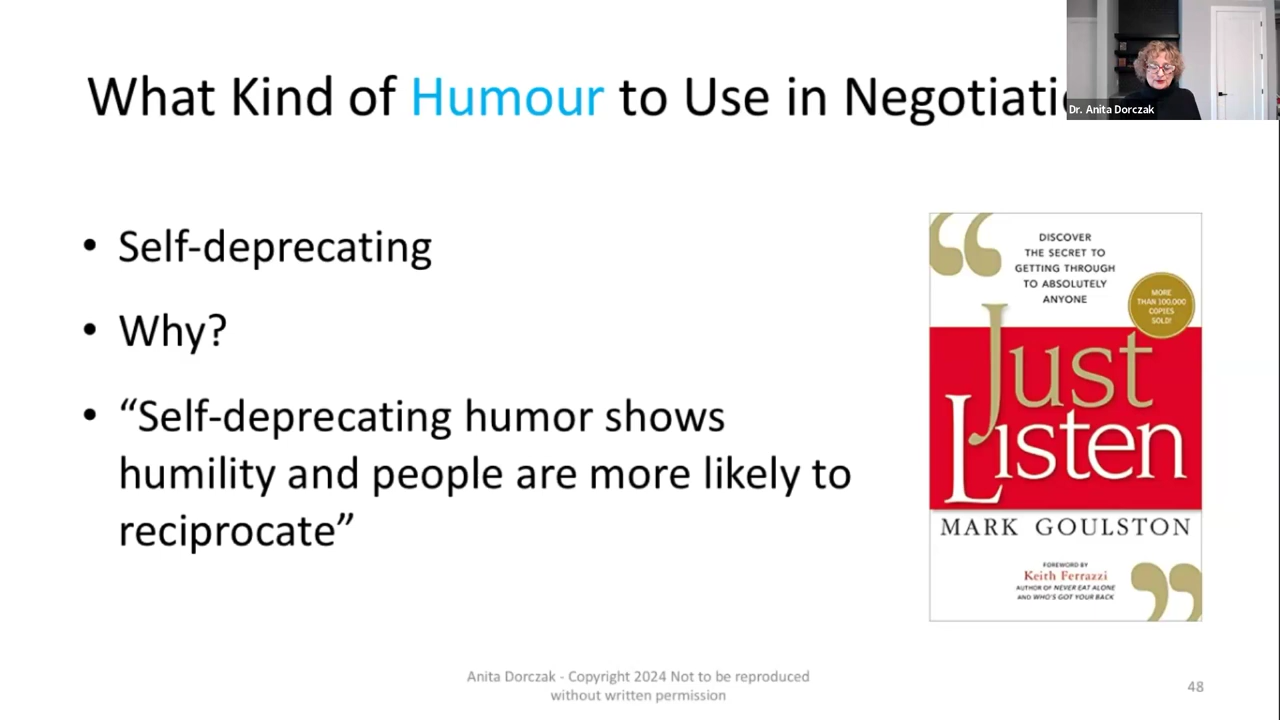 What Kind of Humour to Use in Negotiati
Dr. Anita Dorczak
• Self-deprecating
• Why?
• “Self-deprecating humor shows
humility and people are more likely to
reciprocate”
“
DISCOVER
THE SECRET TO
GETTING THROUGH
TO ABSOLUTELY
ANYONE
MORE
THAN 100,000
COPIES
SOLD!
Just
Listen
MARK GOULSTON
FOREWORD BY
Keith Ferrazzi
AUTHOR OF NEVER EAT ALONE
AND WHO'S GOT YOUR BACK
”
Anita Dorczak - Copyright 2024 Not to be reproduced
without written permission
48